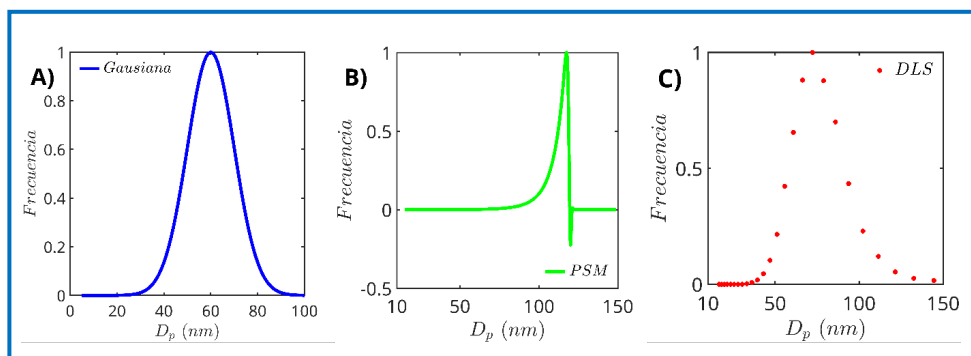 A)
Gausiana
Frecuencia
1
0.8
0.6
0.4
0.2
0
0 20 40 60 80 100
D_p (nm)
B)
Frecuencia
1
0.5
0
-0.5
PSM
10 50 100 150
D_p (nm)
C)
DLS
Frecuencia
1
0.5
0
10 50 100 150
D_p (nm)